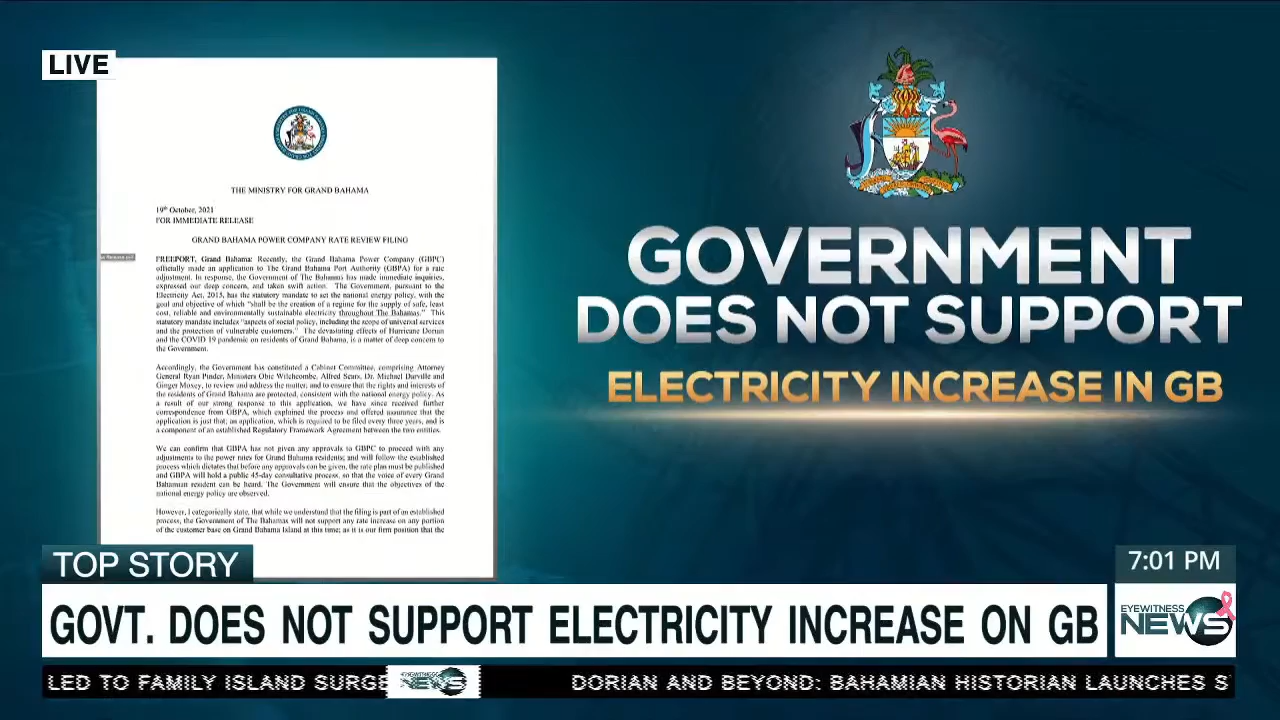 LIVE
THE MINISTRY FOR GRAND BAHAMA
19th October, 2021
FOR IMMEDIATE RELEASE
GRAND BAHAMA POWER COMPANY RATE REVIEW FILING
FREEPORT, Grand Bahama: Recently, the Grand Bahama Power Company (GBPC)
officially made an application to The Grand Bahama Port Authority (GBPA) for a rate
adjustment. In response, the Government of The Bahamas has made immediate inquiries,
expressed our deep concern, and taken swift action. The Government, pursuant to the
Electricity Act, 2015, has the statutory mandate to set the national energy policy, with the
goal and objective of which "shall be the creation of a regime for the supply of safe, least
cost, reliable and environmentally sustainable electricity throughout The Bahamas." This
statutory mandate includes "aspects of social policy, including the scope of universal services
and the protection of vulnerable customers." The devastating effects of Hurricane Dorian
and the COVID 19 pandemic on residents of Grand Bahama, is a matter of deep concern to
the Government.
Accordingly, the Government has constituted a Cabinet Committee, comprising Attorney
General Ryan Pinder, Ministers Obie Wilchcombe, Alfred Sears, Dr. Michael Darville and
Ginger Moxey, to review and address the matter, and to ensure that the rights and interests of
the residents of Grand Bahama are protected, consistent with the national energy policy. As
a result of our strong response to this application, we have since received further
correspondence from GBPA, which explained the process and offered assurance that the
application is just that; an application, which is required to be filed every three years, and is
a component of an established Regulatory Framework Agreement between the two entities.
We can confirm that GBPA has not given any approvals to GBPC to proceed with any
adjustments to the power rates for Grand Bahama residents; and will follow the established
process which dictates that before any approvals can be given, the rate plan must be published
and GBPA will hold a public 45-day consultative process, so that the voice of every Grand
Bahamian resident can be heard. The Government will ensure that the objectives of the
national energy policy are observed.
However, I categorically state, that while we understand that the filing is part of an established
process, the Government of The Bahamas will not support any rate increase on any portion
of the customer base on Grand Bahama Island at this time; as it is our firm position that the
GOVERNMENT
DOES NOT SUPPORT
ELECTRICITY INCREASE IN GB
TOP STORY
7:01 PM
GOVT. DOES NOT SUPPORT ELECTRICITY INCREASE ON GB
EYEWITNESS
NEWS
LED TO FAMILY ISLAND SURGE
EYEWITNESS
NEWS
DORIAN AND BEYOND: BAHAMIAN HISTORIAN LAUNCHES S